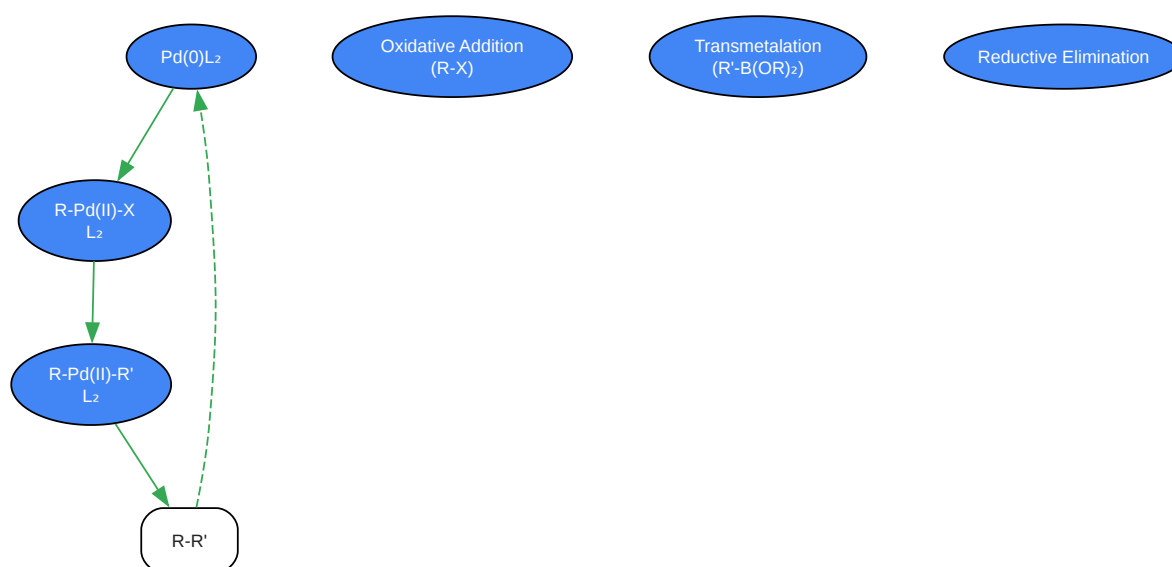 Pd(0)L₂
Oxidative Addition
(R-X)
Transmetalation
(R'-B(OR)₂)
Reductive Elimination
R-Pd(II)-X
L₂
R-Pd(II)-R'
L₂
R-R'